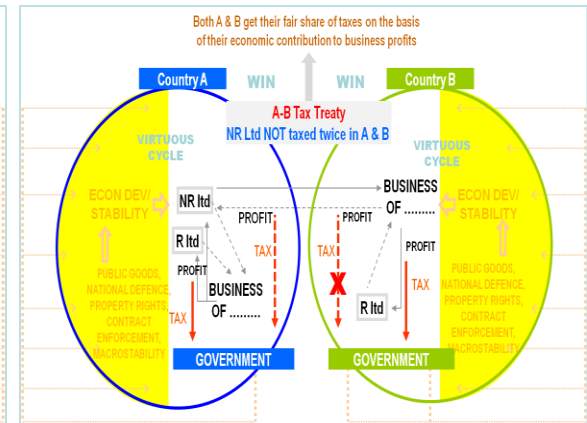 Both A & B get their fair share of taxes on the basis
of their economic contribution to business profits
Country A
WIN
WIN
Country B
A-B Tax Treaty
NR Ltd NOT taxed twice in A & B
VIRTUOUS
CYCLE
VIRTUOUS
CYCLE
ECON DEV/
STABILITY
NR ltd
PROFIT
R ltd
TAX
PROFIT
BUSINESS
OF .........
TAX
PUBLIC GOODS,
NATIONAL DEFENCE,
PROPERTY RIGHTS,
CONTRACT
ENFORCEMENT,
MACROSTABILITY
GOVERNMENT
BUSINESS
OF .........
ECON DEV/
STABILITY
PROFIT
PROFIT
TAX
X
TAX
R ltd
PUBLIC GOODS,
NATIONAL DEFENCE,
PROPERTY RIGHTS,
CONTRACT
ENFORCEMENT,
MACROSTABILITY
GOVERNMENT